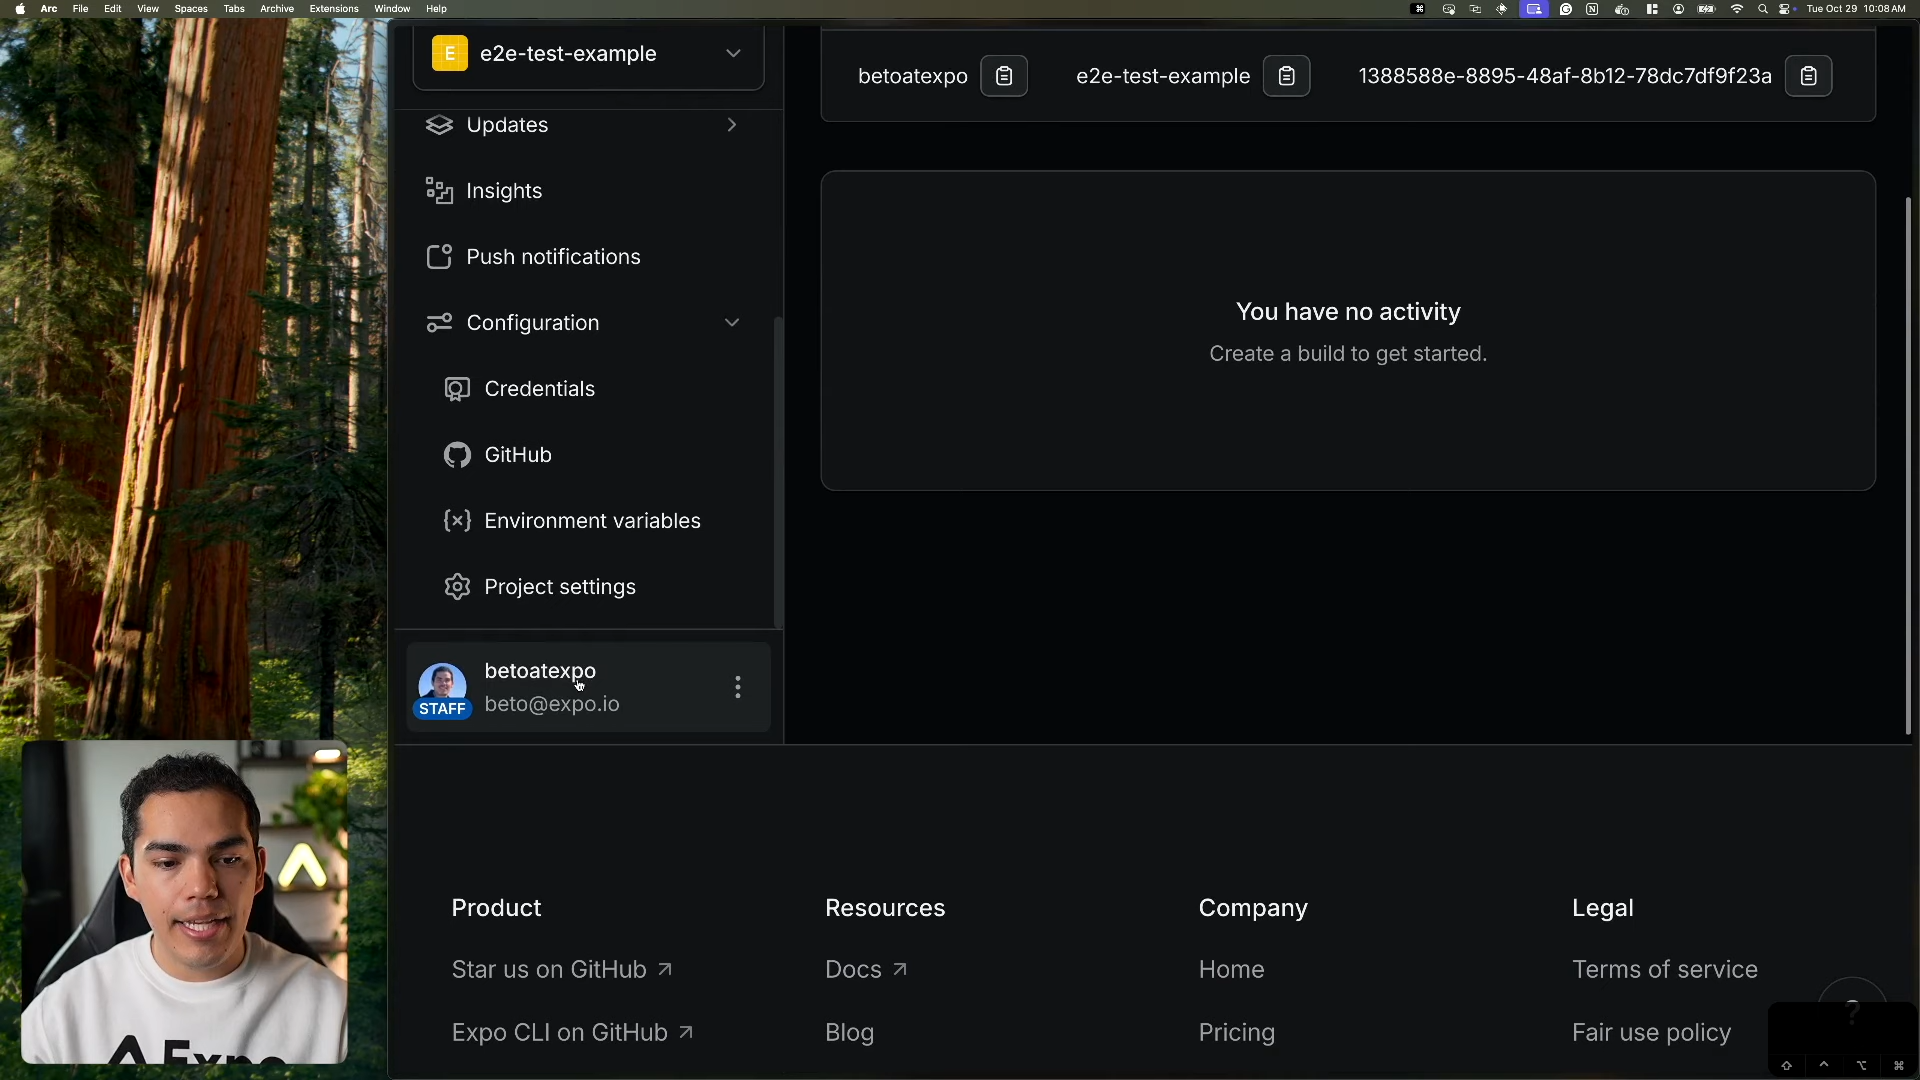 Arc File Edit View Spaces Tabs Archive Extensions Window Help
Tue Oct 29 10:08 AM
E e2e-test-example
Updates
Insights
Push notifications
Configuration
Credentials
GitHub
Environment variables
Project settings
betoatexpo
beto@expo.io
STAFF
betoatexpo e2e-test-example 1388588e-8895-48af-8b12-78dc7df9f23a
You have no activity
Create a build to get started.
Product
Star us on GitHub
Expo CLI on GitHub
Resources
Docs
Blog
Company
Home
Pricing
Legal
Terms of service
Fair use policy
?
Expo